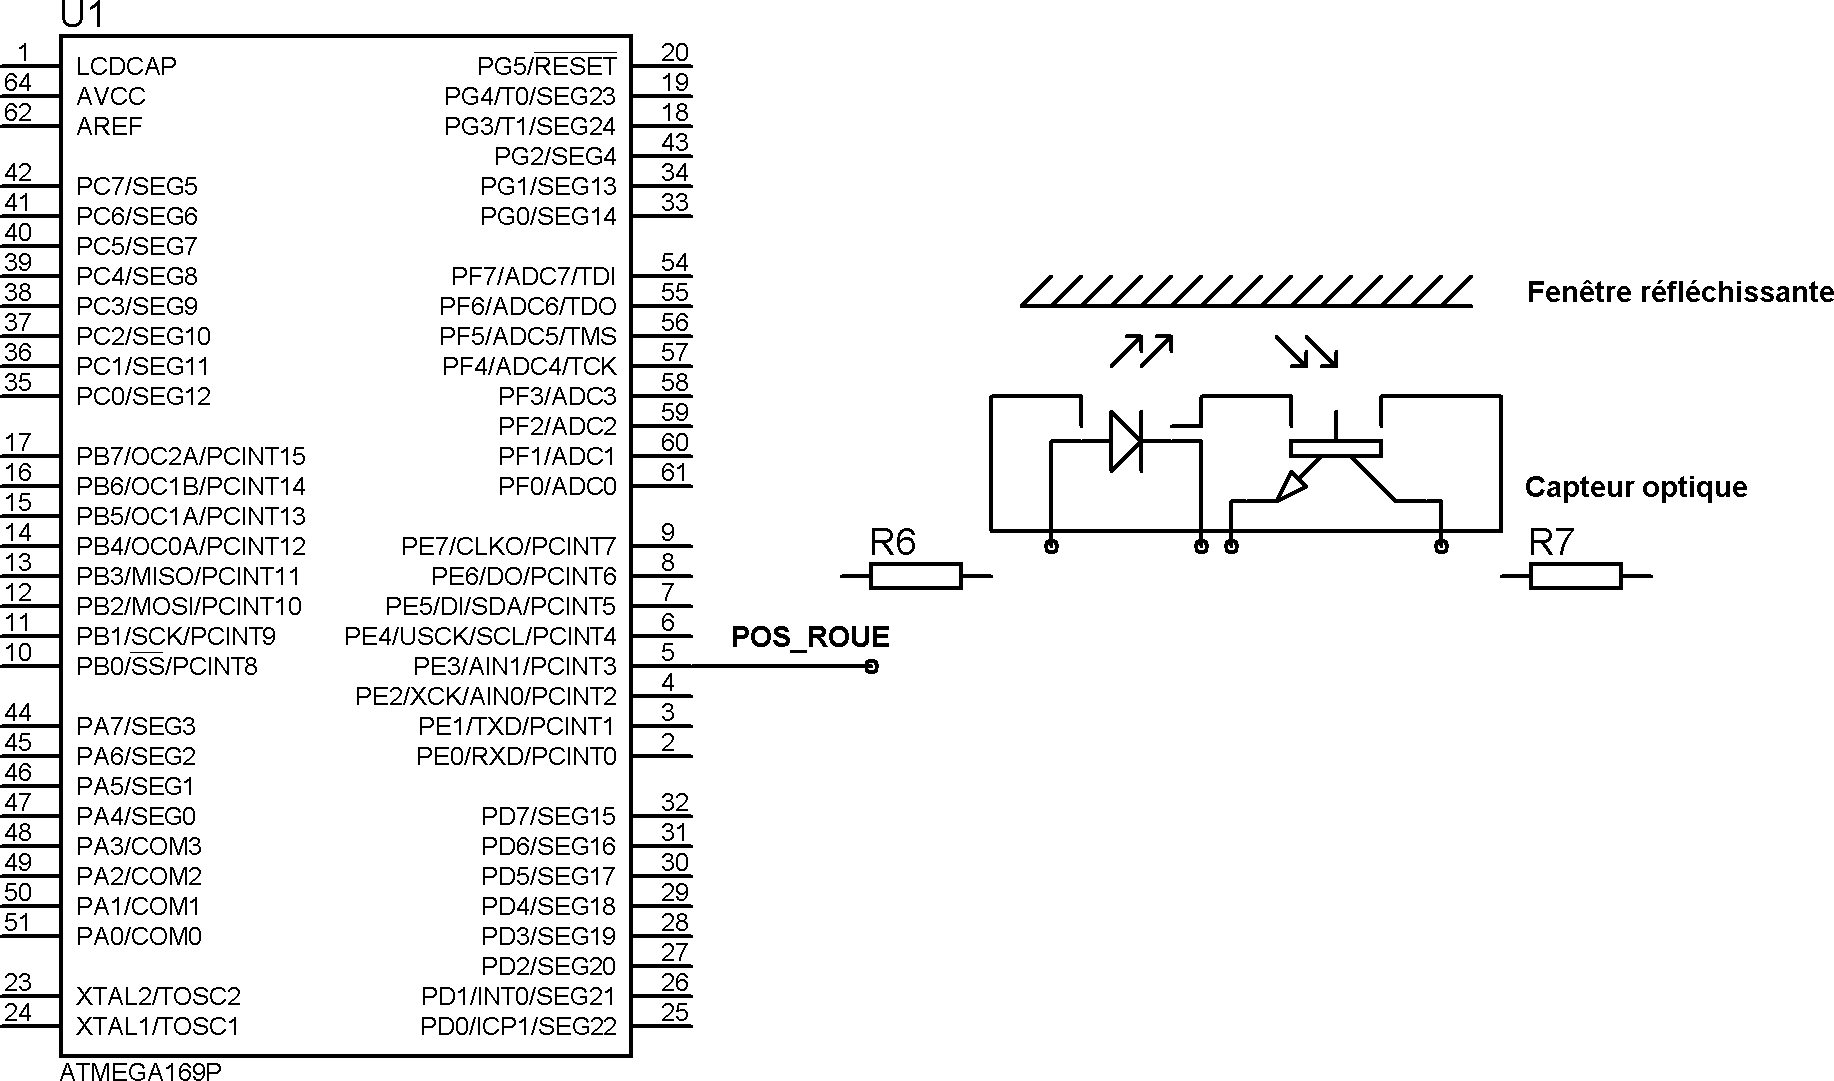 U1
1 LCDCAP
64 AVCC
62 AREF
42 PC7/SEG5
41 PC6/SEG6
40 PC5/SEG7
39 PC4/SEG8
38 PC3/SEG9
37 PC2/SEG10
36 PC1/SEG11
35 PC0/SEG12
17 PB7/OC2A/PCINT15
16 PB6/OC1B/PCINT14
15 PB5/OC1A/PCINT13
14 PB4/OC0A/PCINT12
13 PB3/MISO/PCINT11
12 PB2/MOSI/PCINT10
11 PB1/SCK/PCINT9
10 PB0/SS/PCINT8
44 PA7/SEG3
45 PA6/SEG2
46 PA5/SEG1
47 PA4/SEG0
48 PA3/COM3
49 PA2/COM2
50 PA1/COM1
51 PA0/COM0
23 XTAL2/TOSC2
24 XTAL1/TOSC1
PG5/RESET 20
PG4/T0/SEG23 19
PG3/T1/SEG24 18
PG2/SEG4 43
PG1/SEG13 34
PG0/SEG14 33
PF7/ADC7/TDI 54
PF6/ADC6/TDO 55
PF5/ADC5/TMS 56
PF4/ADC4/TCK 57
PF3/ADC3 58
PF2/ADC2 59
PF1/ADC1 60
PF0/ADC0 61
PE7/CLKO/PCINT7 9
PE6/DO/PCINT6 8
PE5/DI/SDA/PCINT5 7
PE4/USCK/SCL/PCINT4 6
PE3/AIN1/PCINT3 5
PE2/XCK/AIN0/PCINT2 4
PE1/TXD/PCINT1 3
PE0/RXD/PCINT0 2
PD7/SEG15 32
PD6/SEG16 31
PD5/SEG17 30
PD4/SEG18 29
PD3/SEG19 28
PD2/SEG20 27
PD1/INT0/SEG21 26
PD0/ICP1/SEG22 25
ATMEGA169P
POS_ROUE
Fenêtre réfléchissante
Capteur optique
R6
R7